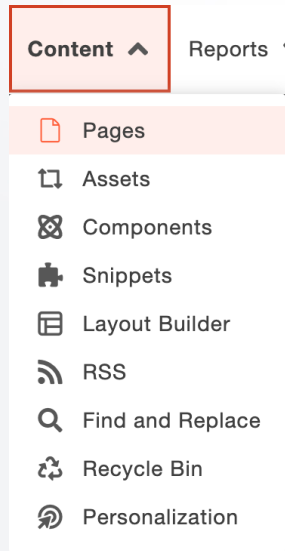 Content Reports
Pages
Assets
Components
Snippets
Layout Builder
RSS
Find and Replace
Recycle Bin
Personalization